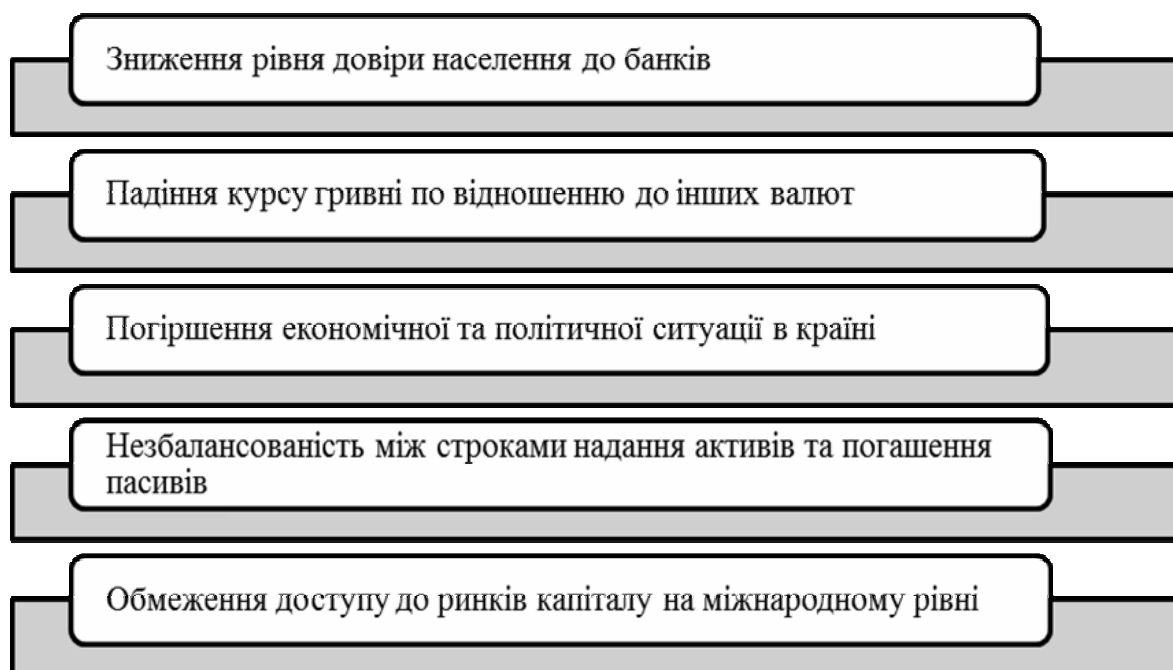 Зниження рівня довіри населення до банків
Падіння курсу гривні по відношенню до інших валют
Погіршення економічної та політичної ситуації в країні
Незбалансованість між строками надання активів та погашення
пасивів
Обмеження доступу до ринків капіталу на міжнародному рівні